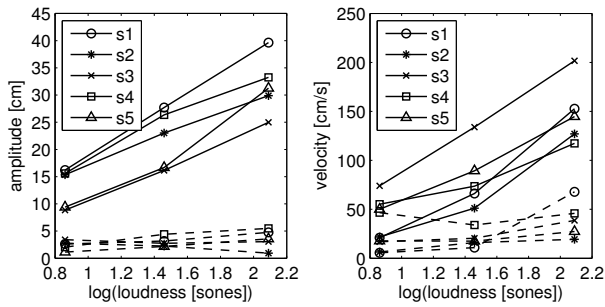 45
40
35
30
25
20
15
10
5
0
amplitude [cm]
s1
s2
s3
s4
s5
0.8 1 1.2 1.4 1.6 1.8 2 2.2
log(loudness [sones])
250
200
150
100
50
0
velocity [cm/s]
s1
s2
s3
s4
s5
0.8 1 1.2 1.4 1.6 1.8 2 2.2
log(loudness [sones])